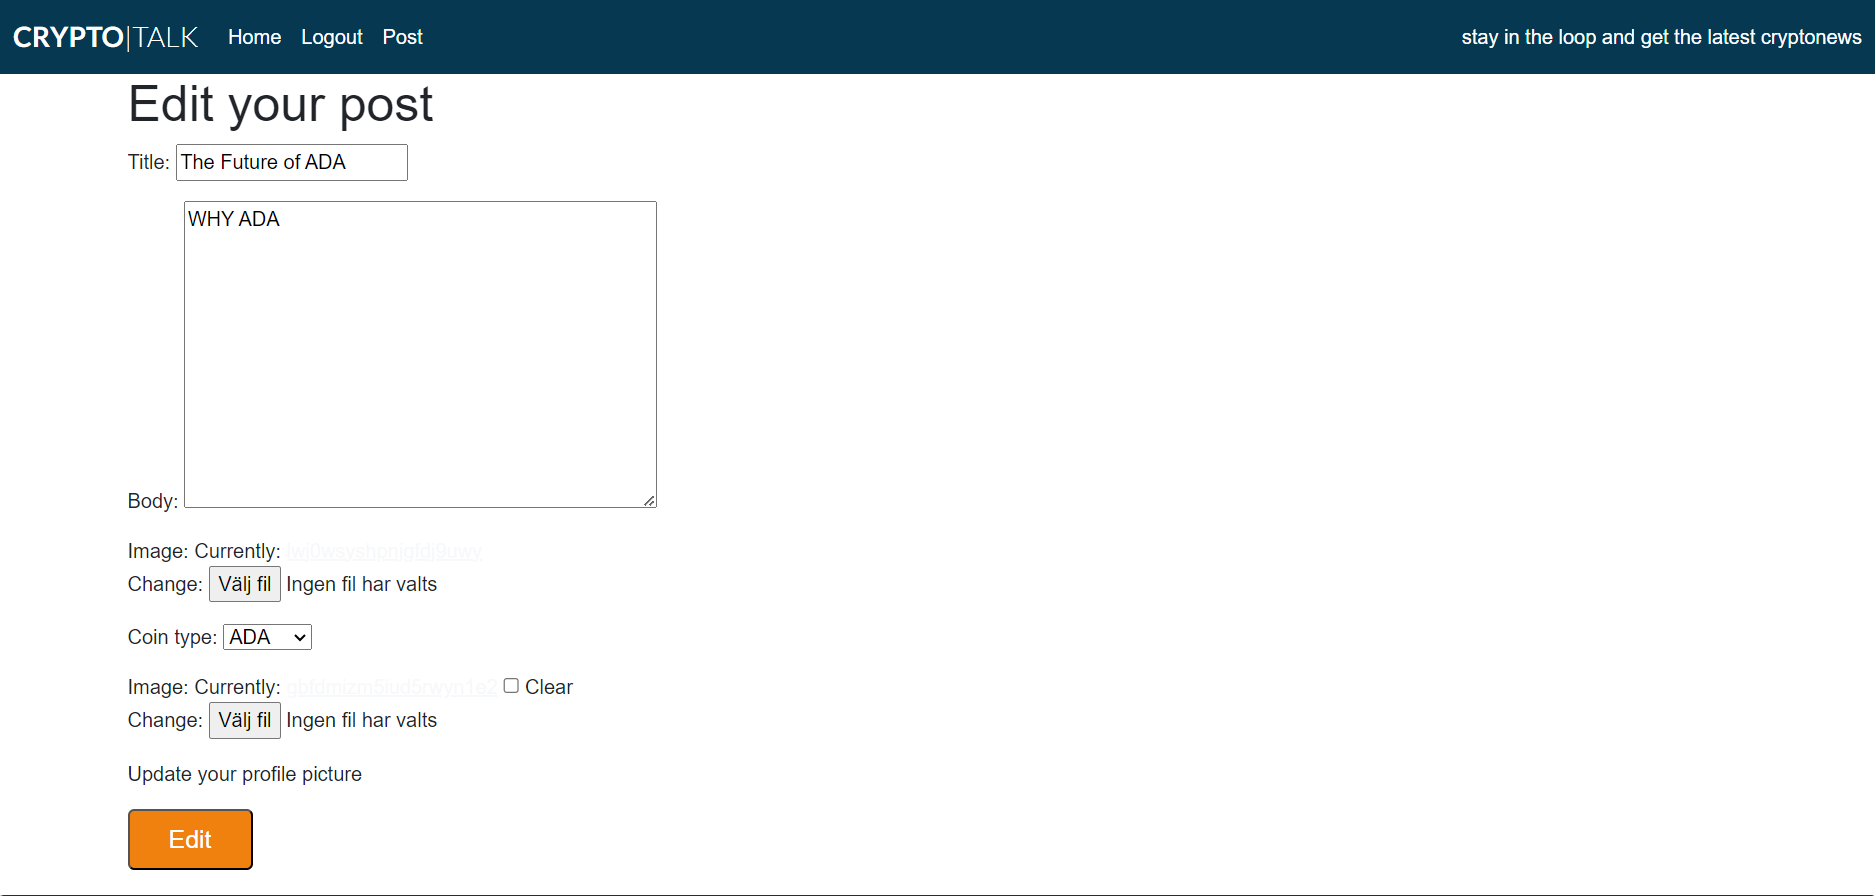 CRYPTO|TALK Home Logout Post stay in the loop and get the latest cryptonews
Edit your post
Title: The Future of ADA
WHY ADA
Body:
Image: Currently:
Change: Välj fil Ingen fil har valts
Coin type: ADA
Image: Currently: Clear
Change: Välj fil Ingen fil har valts
Update your profile picture
Edit